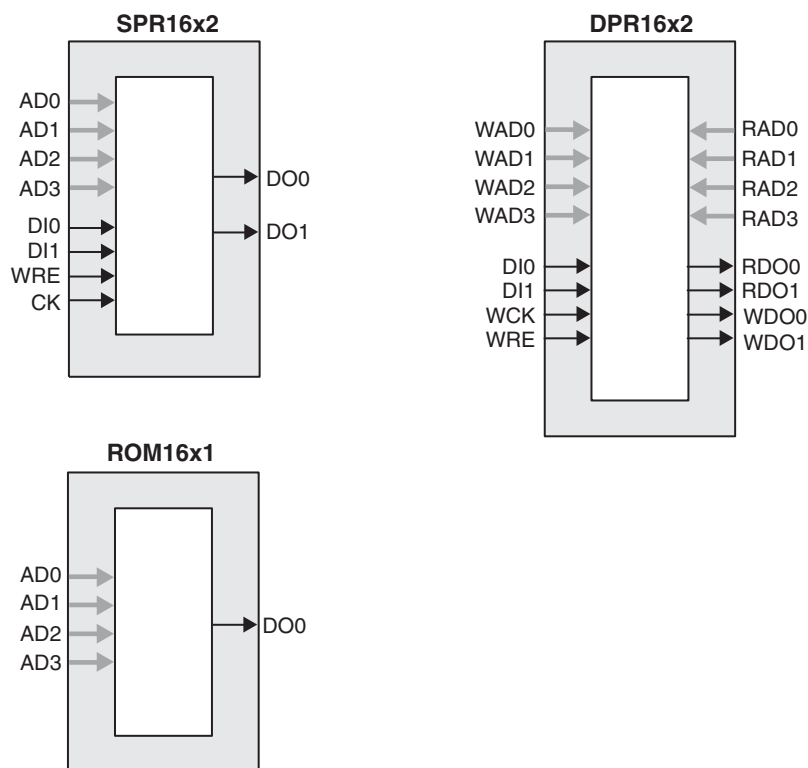 SPR16x2
AD0
AD1
AD2
AD3
DI0
DI1
WRE
CK
DO0
DO1
DPR16x2
WAD0
WAD1
WAD2
WAD3
DI0
DI1
WCK
WRE
RAD0
RAD1
RAD2
RAD3
RDO0
RDO1
WDO0
WDO1
ROM16x1
AD0
AD1
AD2
AD3
DO0